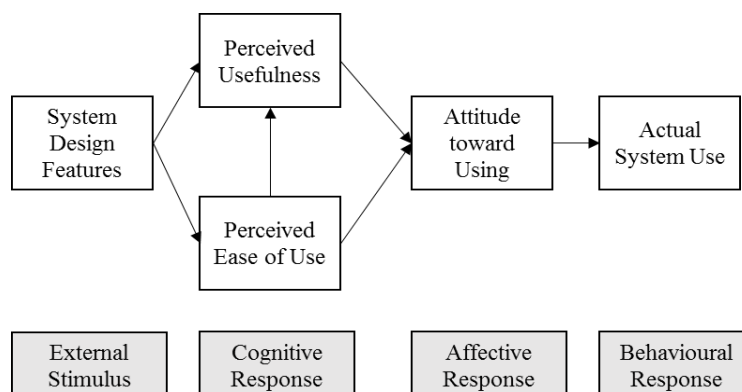 Perceived
Usefulness
System
Design
Features
Attitude
toward
Using
Actual
System Use
Perceived
Ease of Use
External
Stimulus
Cognitive
Response
Affective
Response
Behavioural
Response